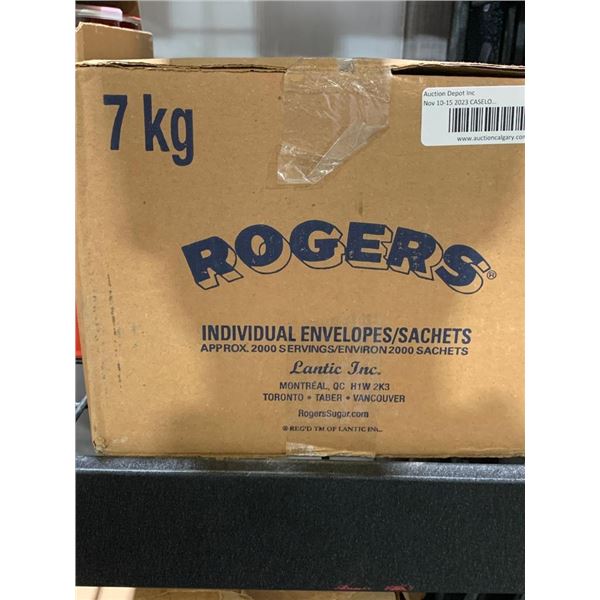 Auction Depot Inc
Nov 10-15 2023 CASELO...
www.auctioncalgary.com
7 kg
ROGERS®
INDIVIDUAL ENVELOPES/SACHETS
APPROX. 2000 SERVINGS/ENVIRON 2000 SACHETS
Lantic Inc.
MONTRÉAL, QC H1W 2K3
TORONTO • TABER • VANCOUVER
RogersSugar.com
® REG'D TM OF LANTIC INC.